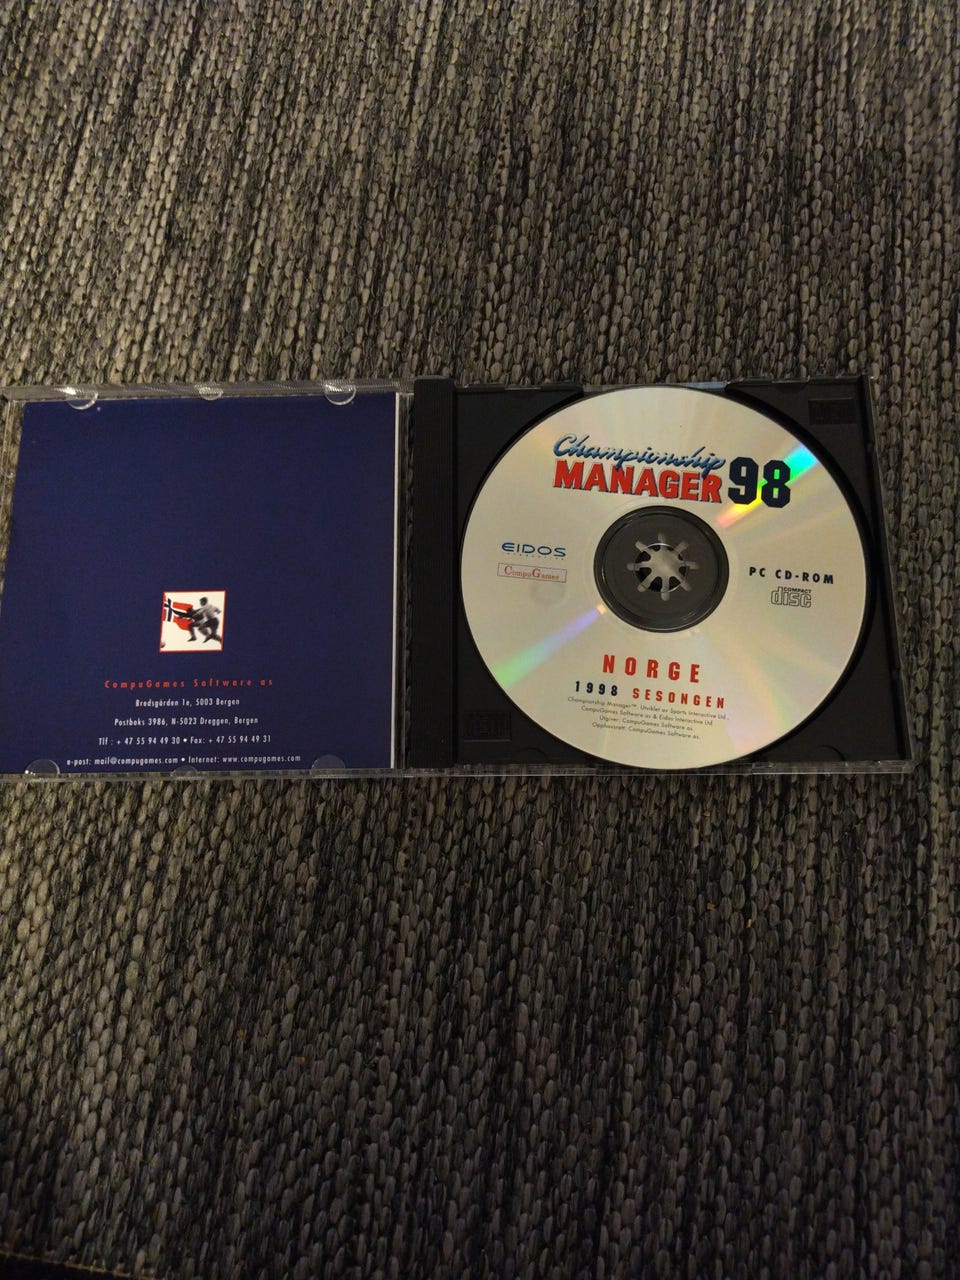 CompuGames Software as
Bredsgården 1e, 5003 Bergen
Postboks 3986, N-5023 Dreggen, Bergen
Tlf : + 47 55 94 49 30 • Fax: + 47 55 94 49 31
e-post: mail@compugames.com • Internet: www.compugames.com
Championship
MANAGER 98
EIDOS
CompuGames
PC CD-ROM
COMPACT
disc
NORGE
1998 SESONGEN
Championship Manager™ Utviklet av Sports Interactive Ltd.,
CompuGames Software as & Eidos Interactive Ltd
Utgiver: CompuGames Software as.
Opphavsrett: CompuGames Software as.